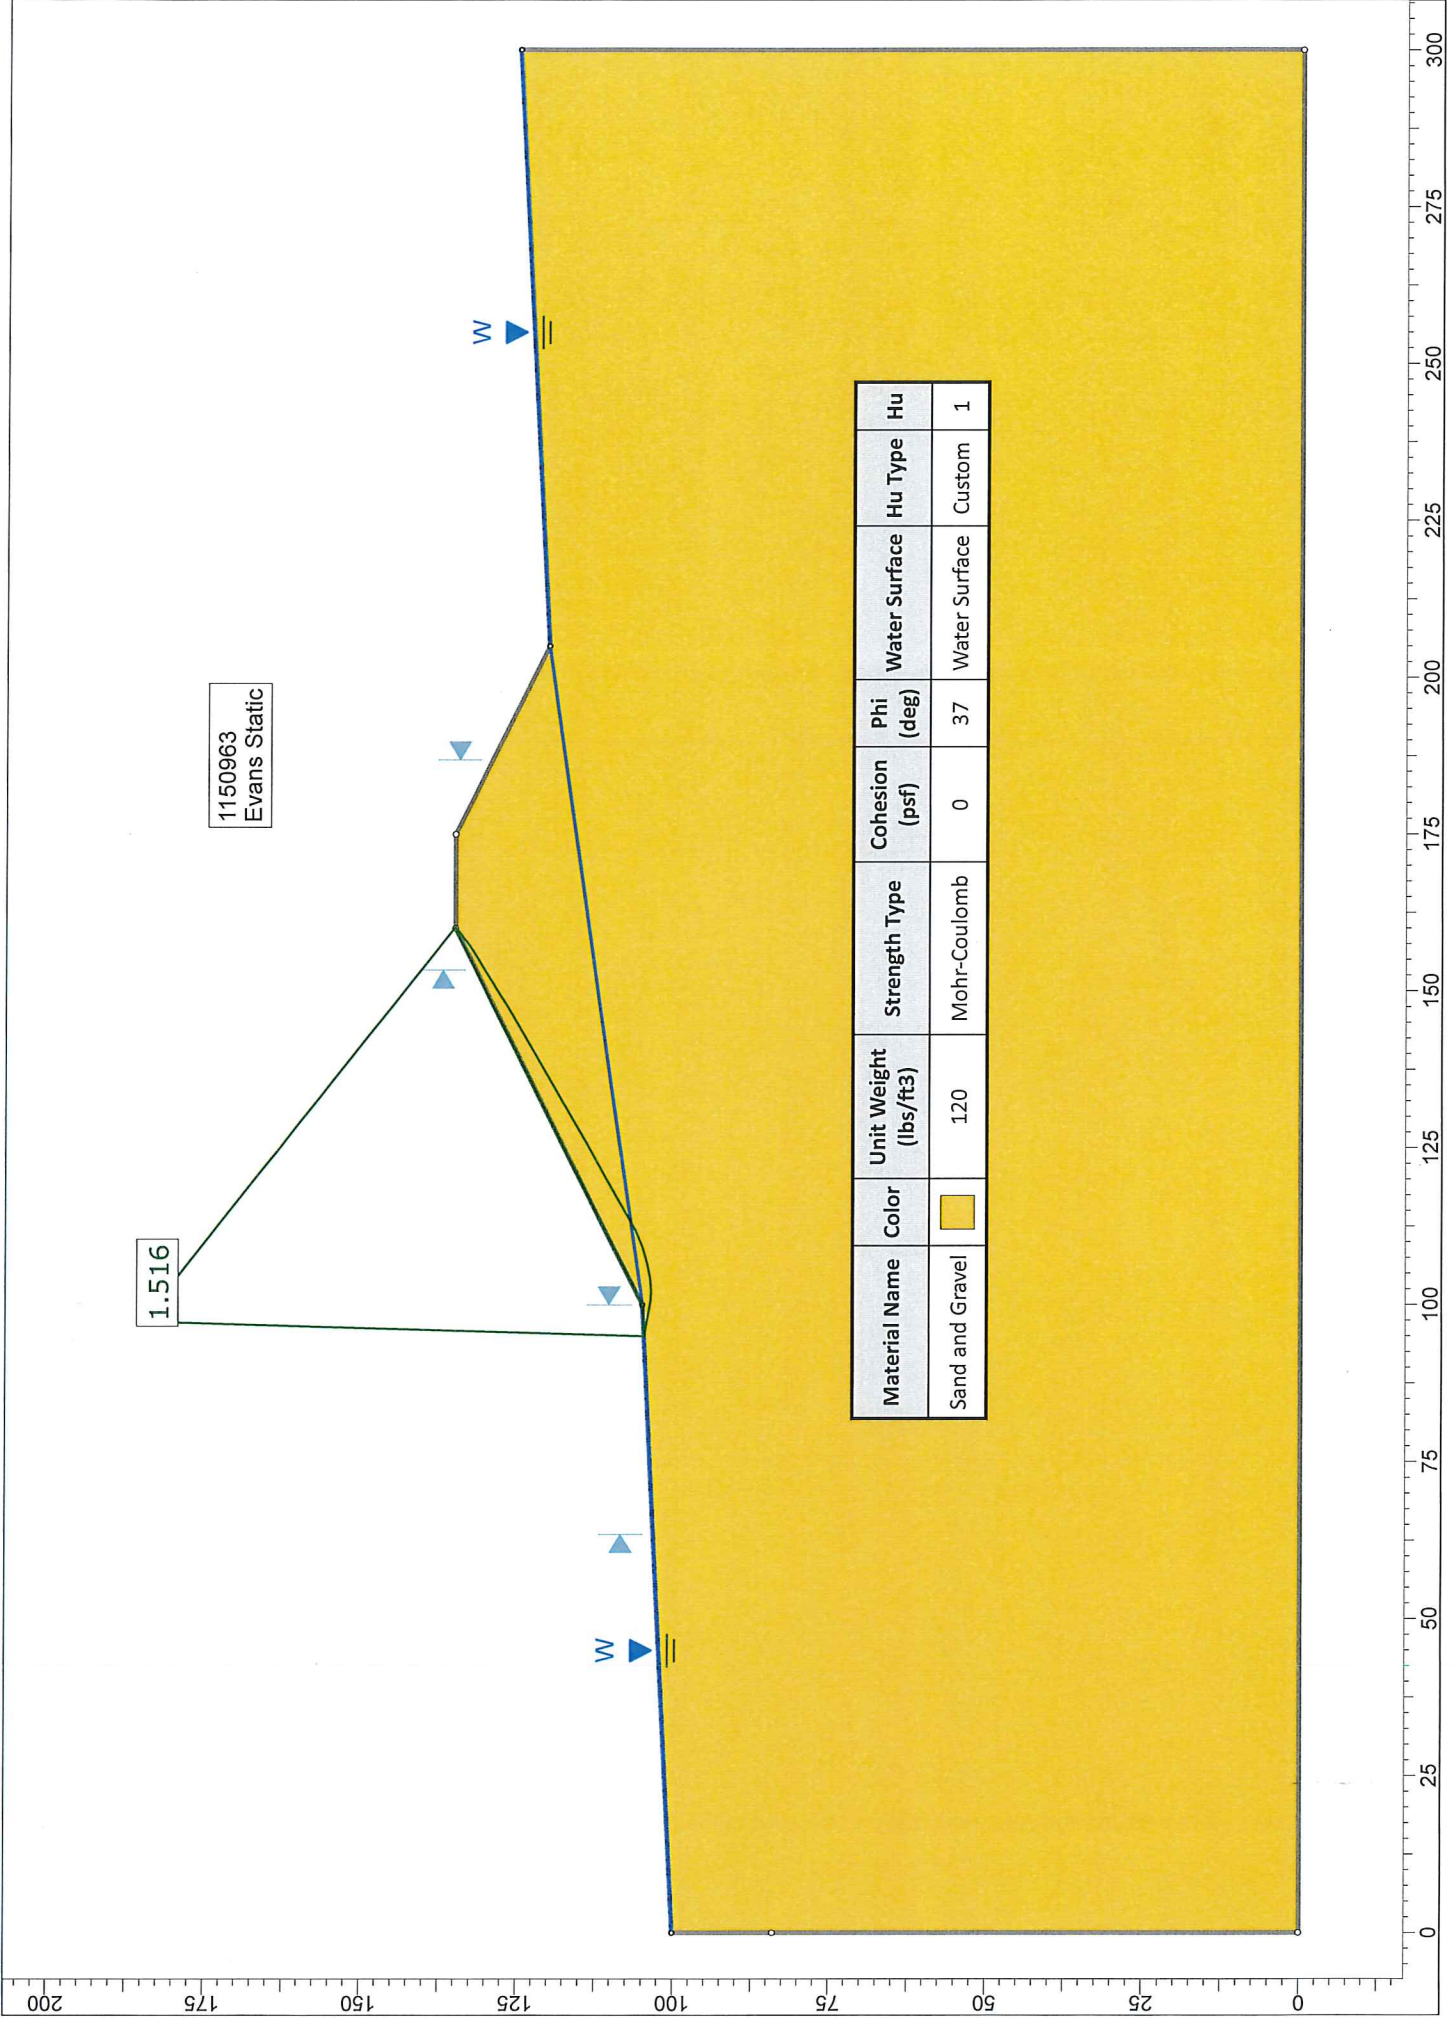 1150963
Evans Static
1.516
W
W
Material Name Color Unit Weight (lbs/ft3) Strength Type Cohesion (psf) Phi (deg) Water Surface Hu Type Hu
Sand and Gravel 120 Mohr-Coulomb 0 37 Water Surface Custom 1
200
175
150
125
100
75
50
25
0
0 25 50 75 100 125 150 175 200 225 250 275 300